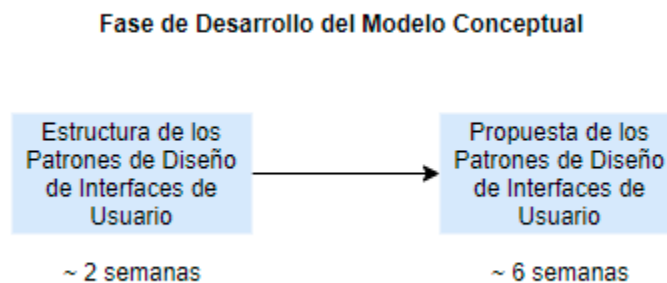 Fase de Desarrollo del Modelo Conceptual
Estructura de los
Patrones de Diseño
de Interfaces de
Usuario
~ 2 semanas
Propuesta de los
Patrones de Diseño
de Interfaces de
Usuario
~ 6 semanas